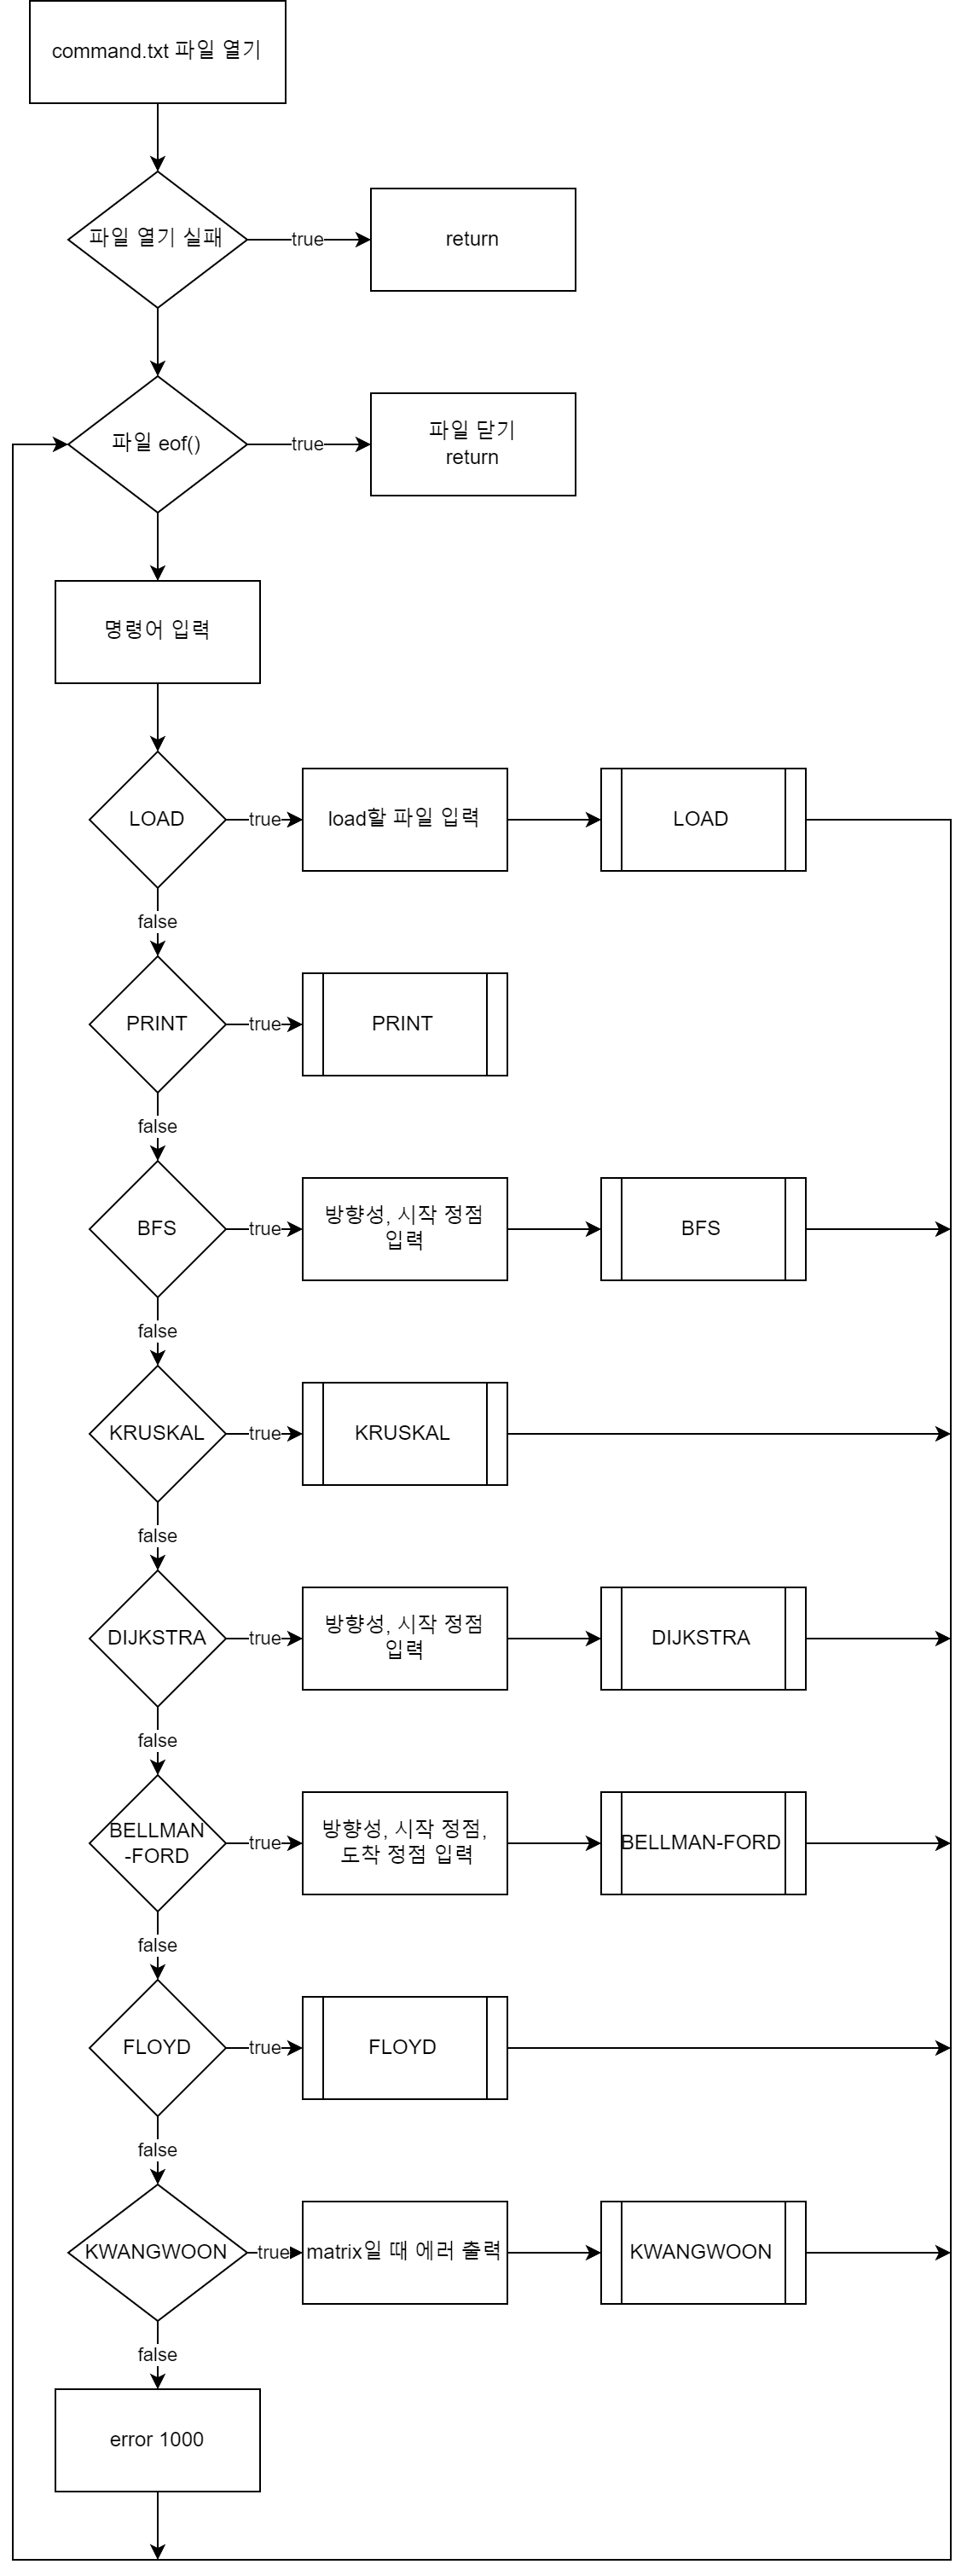 command.txt 파일 열기
파일 열기 실패
true
return
파일 eof()
true
파일 닫기
return
명령어 입력
LOAD
true
load할 파일 입력
LOAD
false
PRINT
true
PRINT
false
BFS
true
방향성, 시작 정점
입력
BFS
false
KRUSKAL
true
KRUSKAL
false
DIJKSTRA
true
방향성, 시작 정점
입력
DIJKSTRA
false
BELLMAN
-FORD
true
방향성, 시작 정점,
도착 정점 입력
BELLMAN-FORD
false
FLOYD
true
FLOYD
false
KWANGWOON
true
matrix일 때 에러 출력
KWANGWOON
false
error 1000